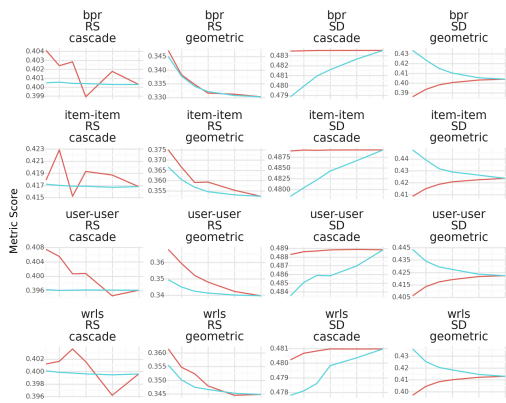 bpr
RS
cascade
0.404
0.402
0.401
0.400
0.399
bpr
RS
geometric
0.345
0.340
0.335
0.330
bpr
SD
cascade
0.483
0.482
0.481
0.480
0.479
bpr
SD
geometric
0.43
0.42
0.41
0.40
0.39
item-item
RS
cascade
0.423
0.421
0.419
0.417
0.415
item-item
RS
geometric
0.375
0.370
0.365
0.360
0.355
item-item
SD
cascade
0.4875
0.4850
0.4825
0.4800
item-item
SD
geometric
0.44
0.43
0.42
0.41
user-user
RS
cascade
0.408
0.404
0.400
0.396
user-user
RS
geometric
0.36
0.35
0.34
user-user
SD
cascade
0.489
0.488
0.487
0.486
0.485
0.484
user-user
SD
geometric
0.445
0.435
0.425
0.415
0.405
wrls
RS
cascade
0.402
0.400
0.398
0.396
wrls
RS
geometric
0.360
0.355
0.350
0.345
wrls
SD
cascade
0.481
0.480
0.479
0.478
wrls
SD
geometric
0.43
0.42
0.41
0.40
Metric Score